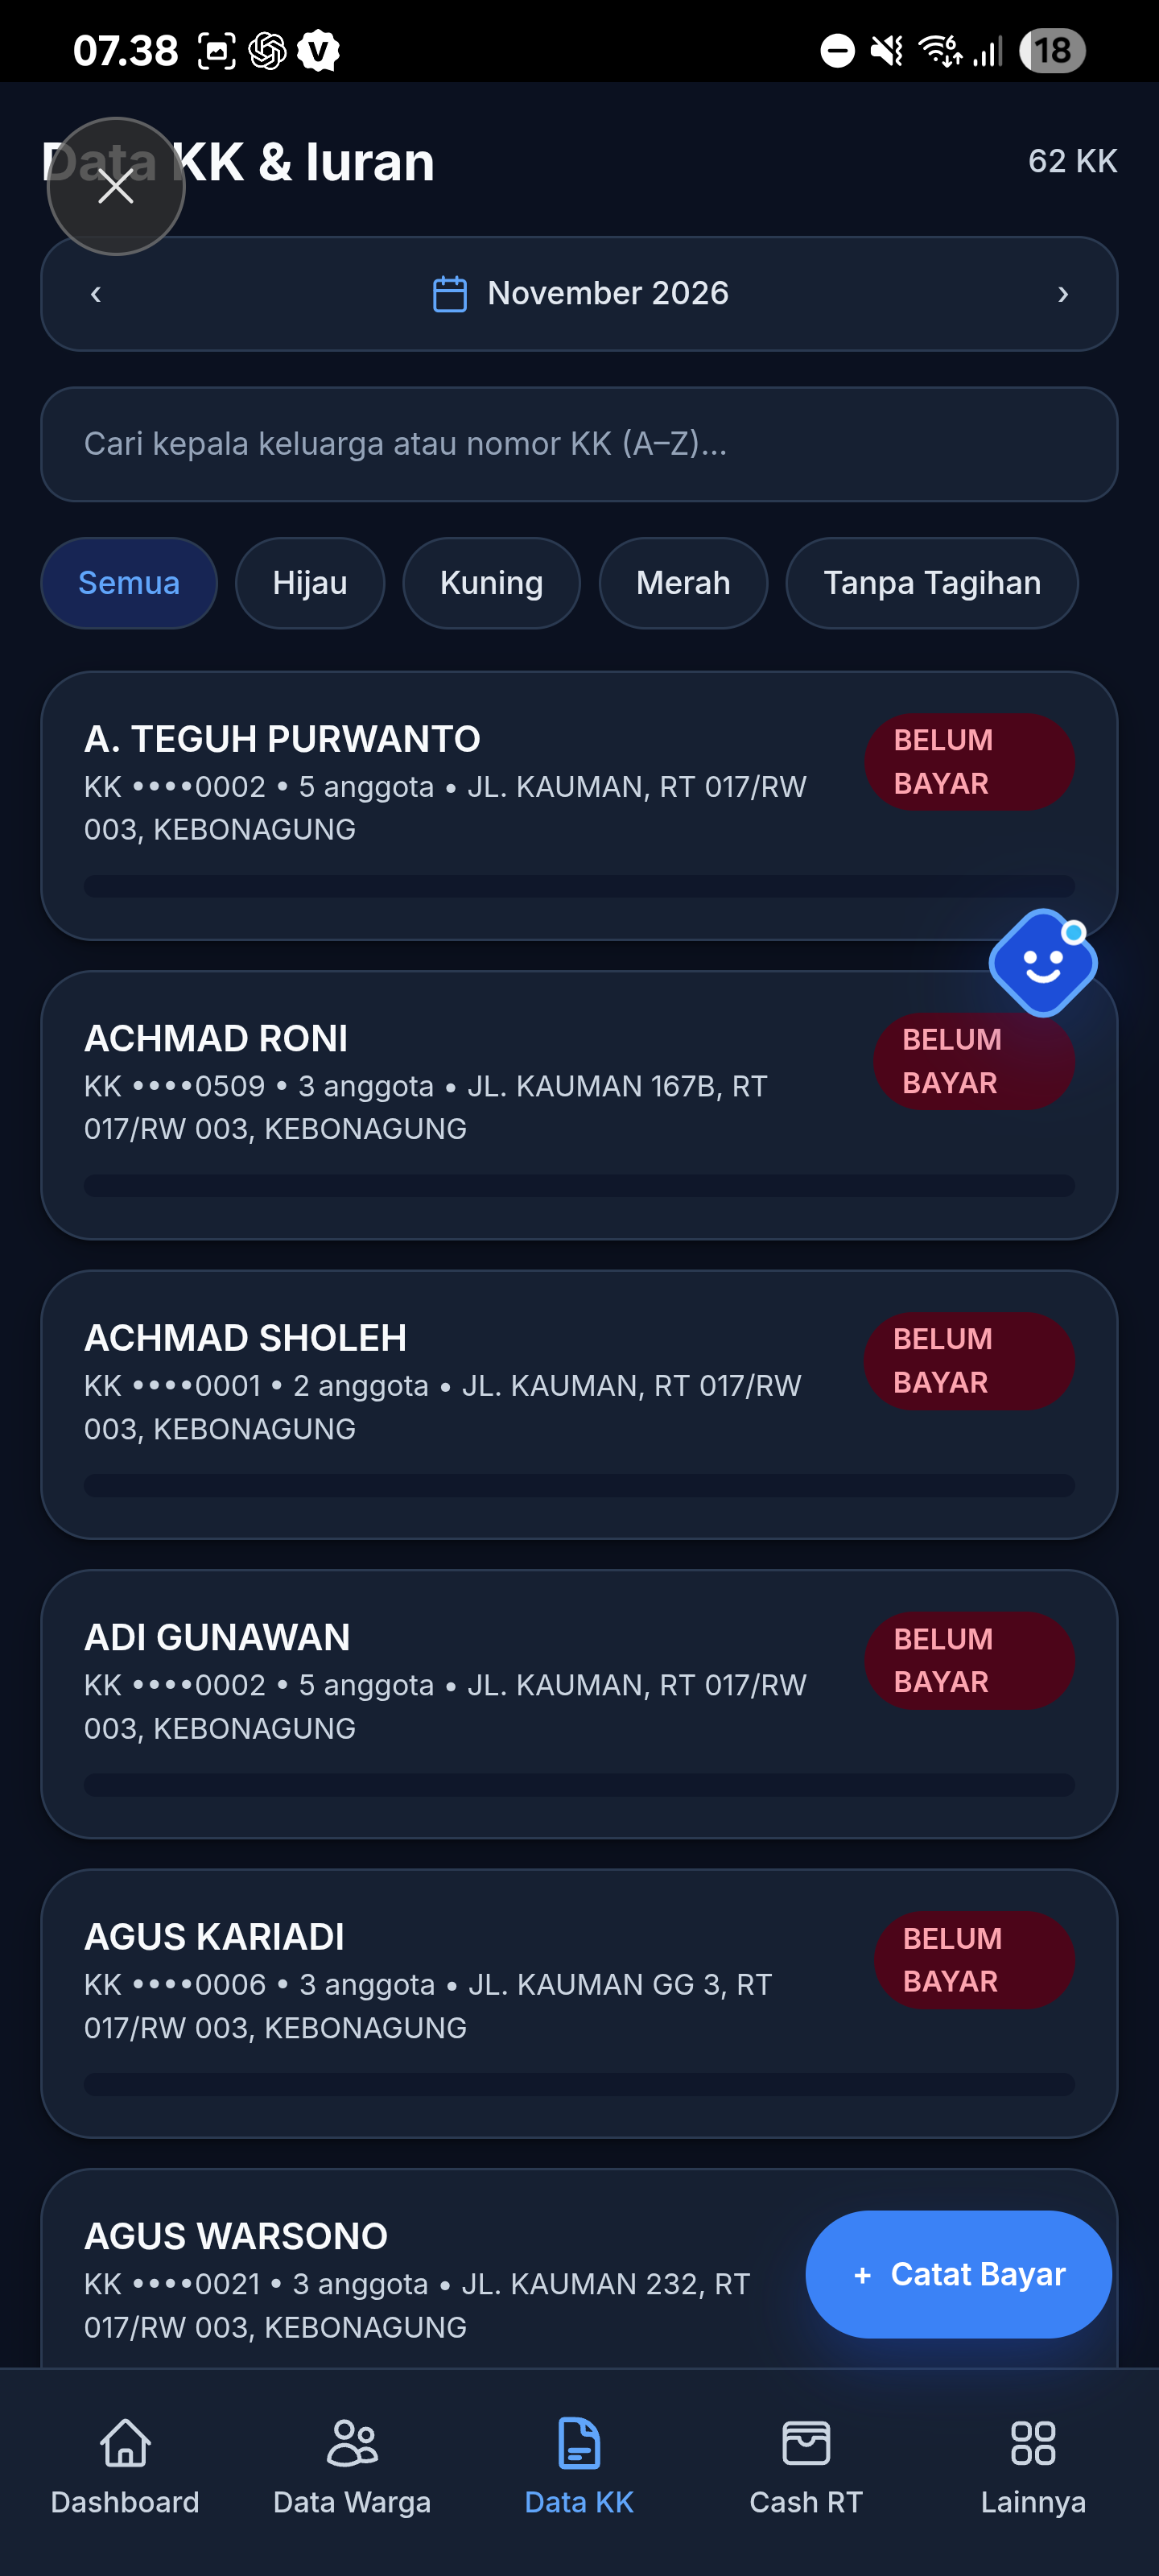 07.38
V
6
18
Data KK & Iuran
62 KK
‹ November 2026 ›
Cari kepala keluarga atau nomor KK (A–Z)...
Semua Hijau Kuning Merah Tanpa Tagihan
A. TEGUH PURWANTO
KK ••••0002 • 5 anggota • JL. KAUMAN, RT 017/RW
003, KEBONAGUNG
BELUM
BAYAR
ACHMAD RONI
KK ••••0509 • 3 anggota • JL. KAUMAN 167B, RT
017/RW 003, KEBONAGUNG
BELUM
BAYAR
ACHMAD SHOLEH
KK ••••0001 • 2 anggota • JL. KAUMAN, RT 017/RW
003, KEBONAGUNG
BELUM
BAYAR
ADI GUNAWAN
KK ••••0002 • 5 anggota • JL. KAUMAN, RT 017/RW
003, KEBONAGUNG
BELUM
BAYAR
AGUS KARIADI
KK ••••0006 • 3 anggota • JL. KAUMAN GG 3, RT
017/RW 003, KEBONAGUNG
BELUM
BAYAR
AGUS WARSONO
KK ••••0021 • 3 anggota • JL. KAUMAN 232, RT
017/RW 003, KEBONAGUNG
+ Catat Bayar
Dashboard Data Warga Data KK Cash RT Lainnya